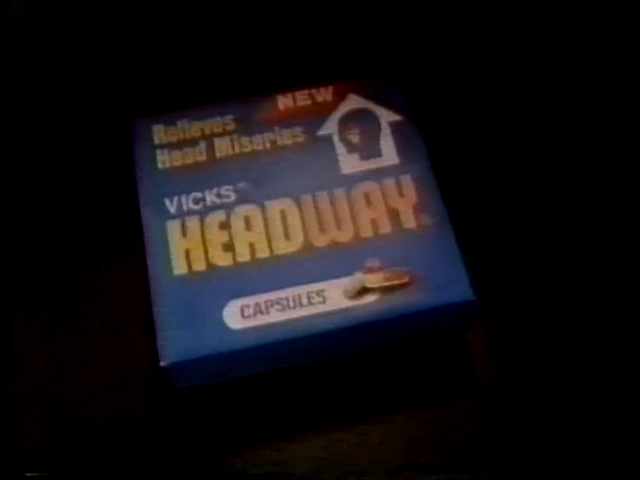 NEW
Relieves
Head Miseries
VICKS
HEADWAY
CAPSULES